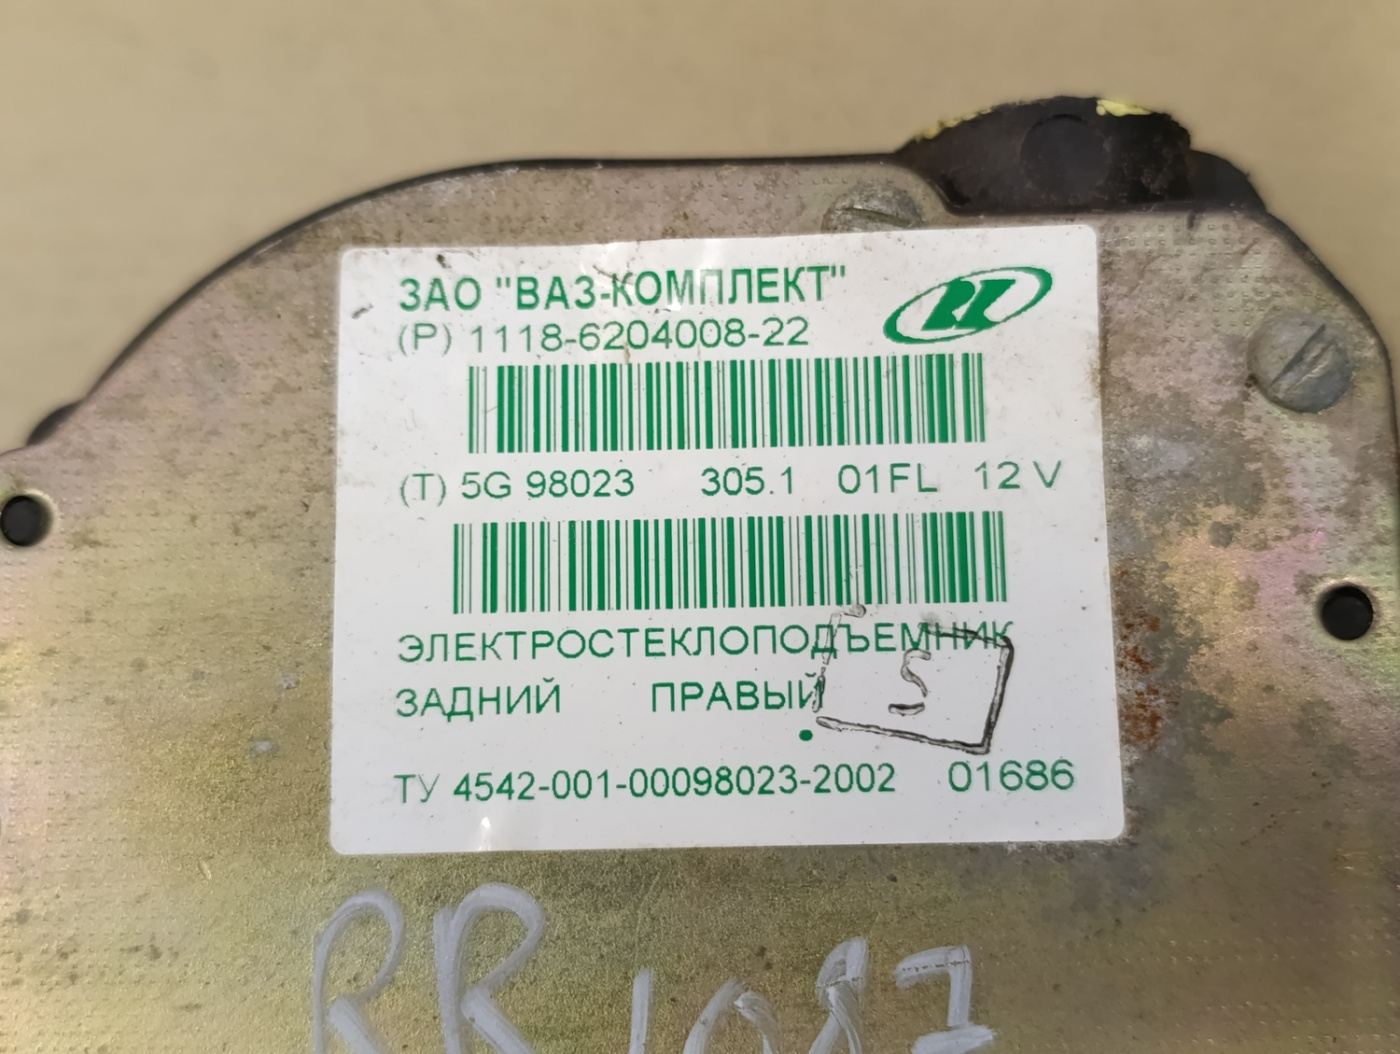 ЗАО "ВАЗ-КОМПЛЕКТ"
(P) 1118-6204008-22
(T) 5G 98023 305.1 01FL 12 V
ЭЛЕКТРОСТЕКЛОПОДЪЕМНИК
S
ЗАДНИЙ ПРАВЫЙ
ТУ 4542-001-00098023-2002 01686
RR